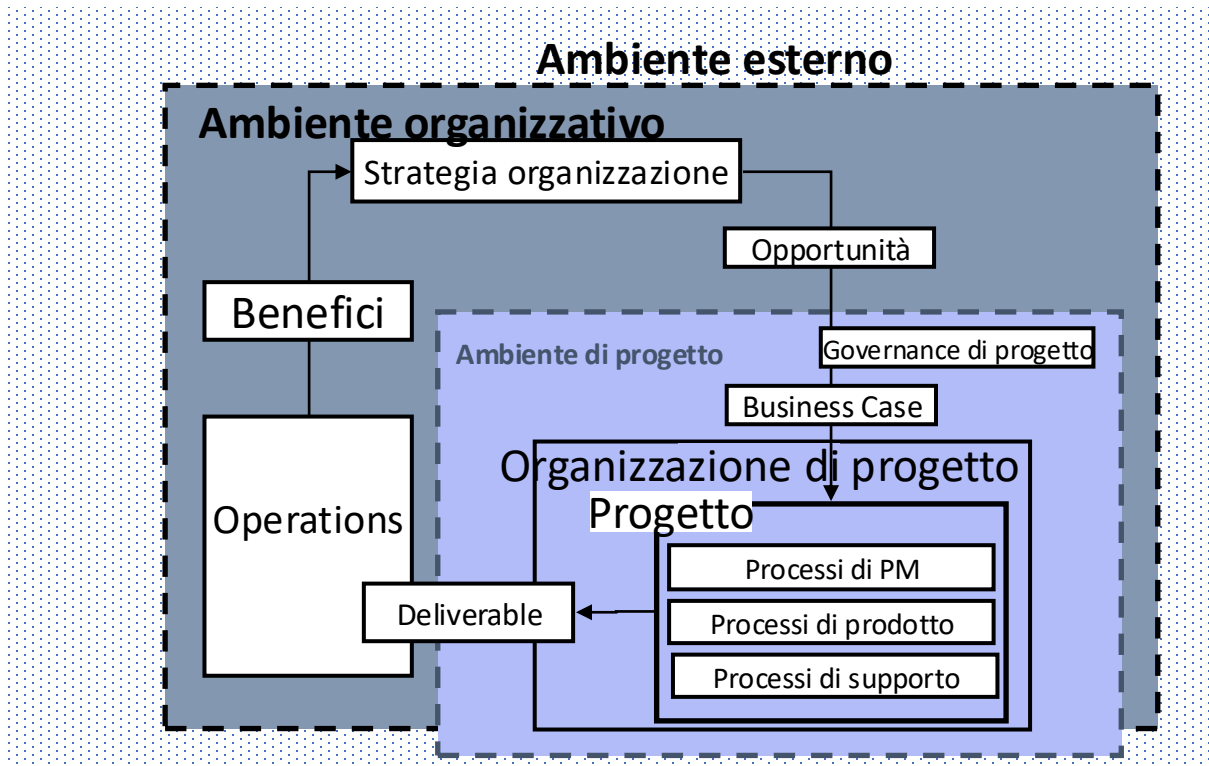 Ambiente esterno
Ambiente organizzativo
Strategia organizzazione
Opportunità
Benefici
Governance di progetto
Ambiente di progetto
Business Case
Organizzazione di progetto
Progetto
Operations
Processi di PM
Deliverable
Processi di prodotto
Processi di supporto